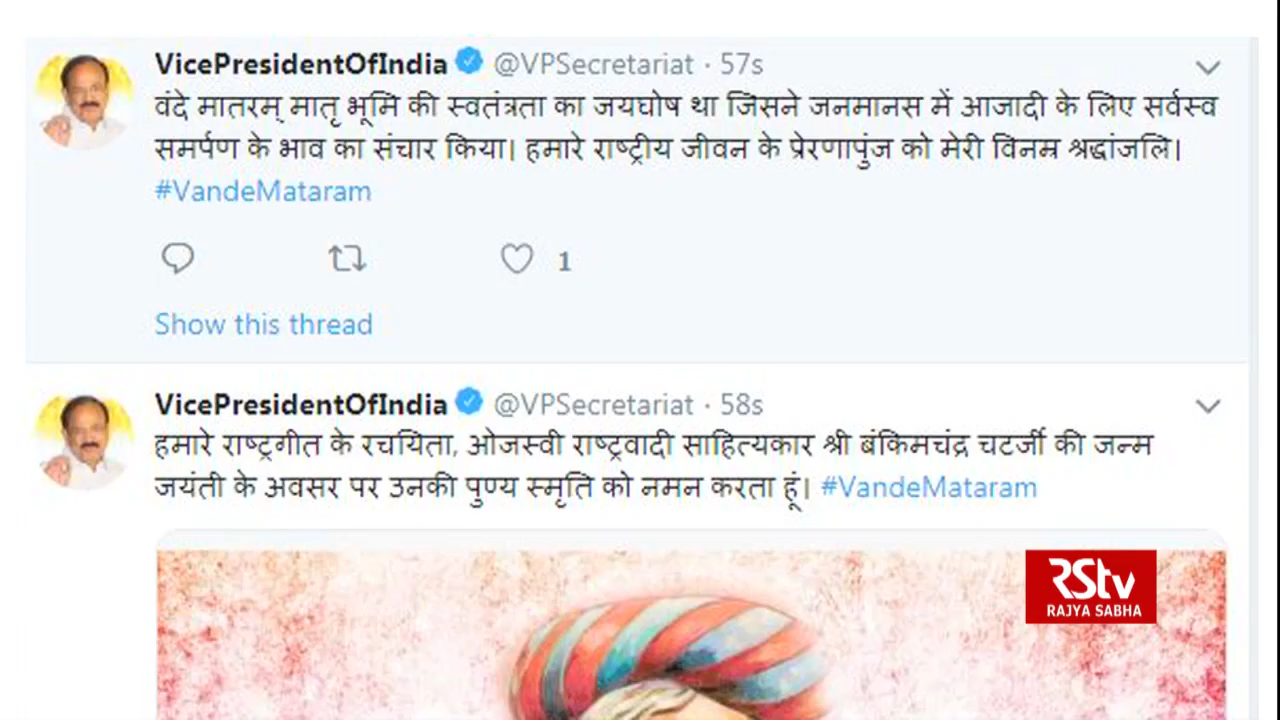 VicePresidentOfIndia @VPSecretariat · 57s
वंदे मातरम् मातृ भूमि की स्वतंत्रता का जयघोष था जिसने जनमानस में आजादी के लिए सर्वस्व
समर्पण के भाव का संचार किया। हमारे राष्ट्रीय जीवन के प्रेरणापुंज को मेरी विनम्र श्रद्धांजलि।
#VandeMataram
1
Show this thread
VicePresidentOfIndia @VPSecretariat · 58s
हमारे राष्ट्रगीत के रचयिता, ओजस्वी राष्ट्रवादी साहित्यकार श्री बंकिमचंद्र चटर्जी की जन्म
जयंती के अवसर पर उनकी पुण्य स्मृति को नमन करता हूं। #VandeMataram
RStv
RAJYA SABHA